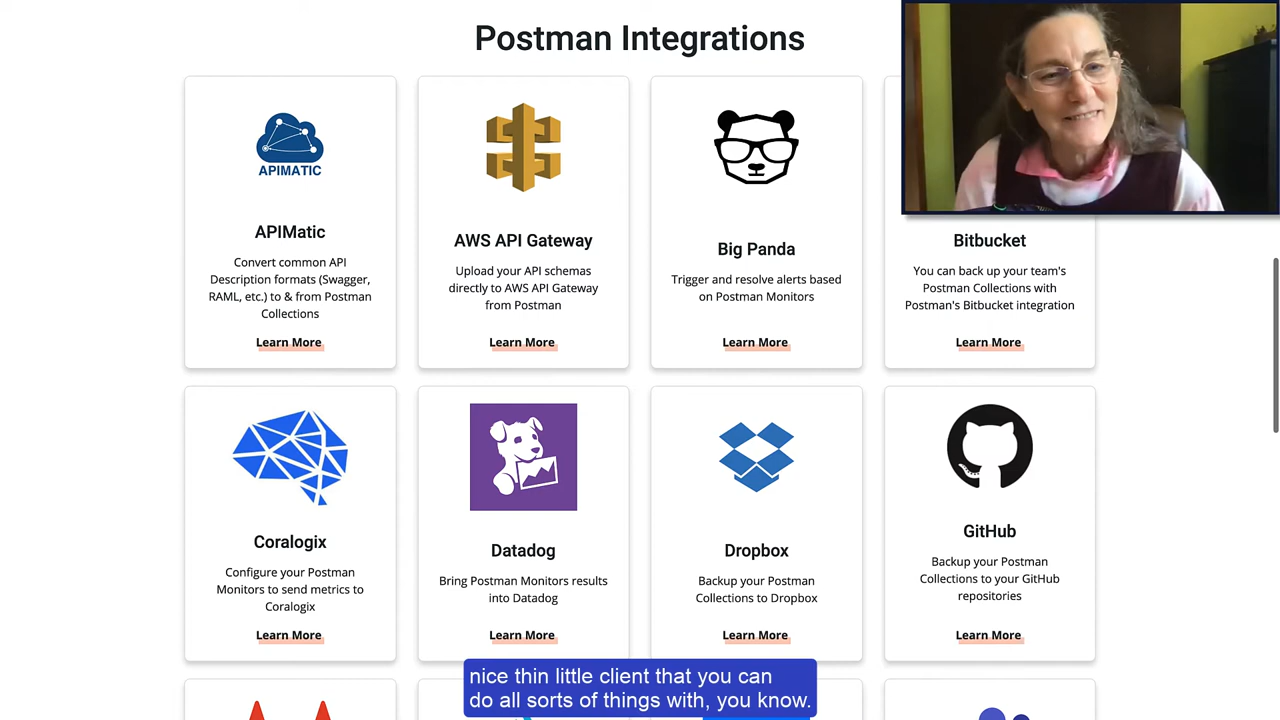 Postman Integrations
APIMATIC
APIMatic
Convert common API
Description formats (Swagger,
RAML, etc.) to & from Postman
Collections
Learn More
AWS API Gateway
Upload your API schemas
directly to AWS API Gateway
from Postman
Learn More
Big Panda
Trigger and resolve alerts based
on Postman Monitors
Learn More
Bitbucket
You can back up your team's
Postman Collections with
Postman's Bitbucket integration
Learn More
Coralogix
Configure your Postman
Monitors to send metrics to
Coralogix
Learn More
Datadog
Bring Postman Monitors results
into Datadog
Learn More
Dropbox
Backup your Postman
Collections to Dropbox
Learn More
GitHub
Backup your Postman
Collections to your GitHub
repositories
Learn More
nice thin little client that you can
do all sorts of things with, you know.